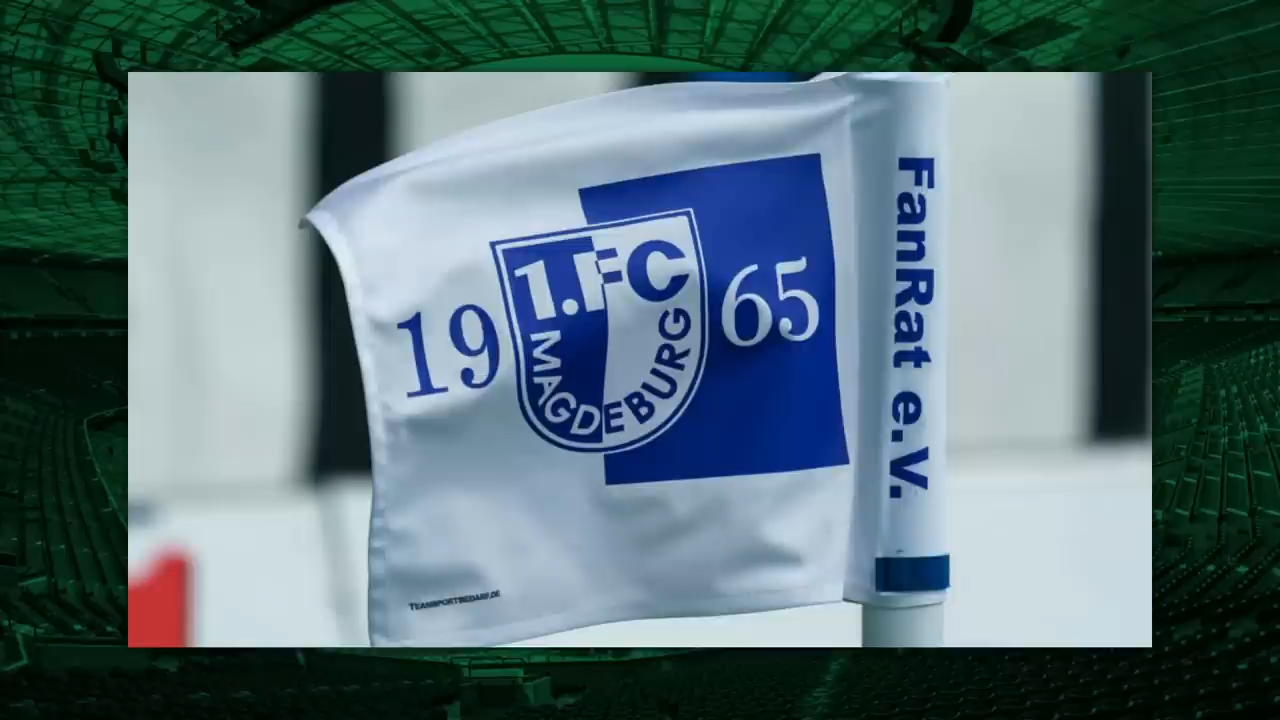 19
1.FC
MAGDEBURG
65
FanRat e.V.
TEAMSPORTBEDARF.DE